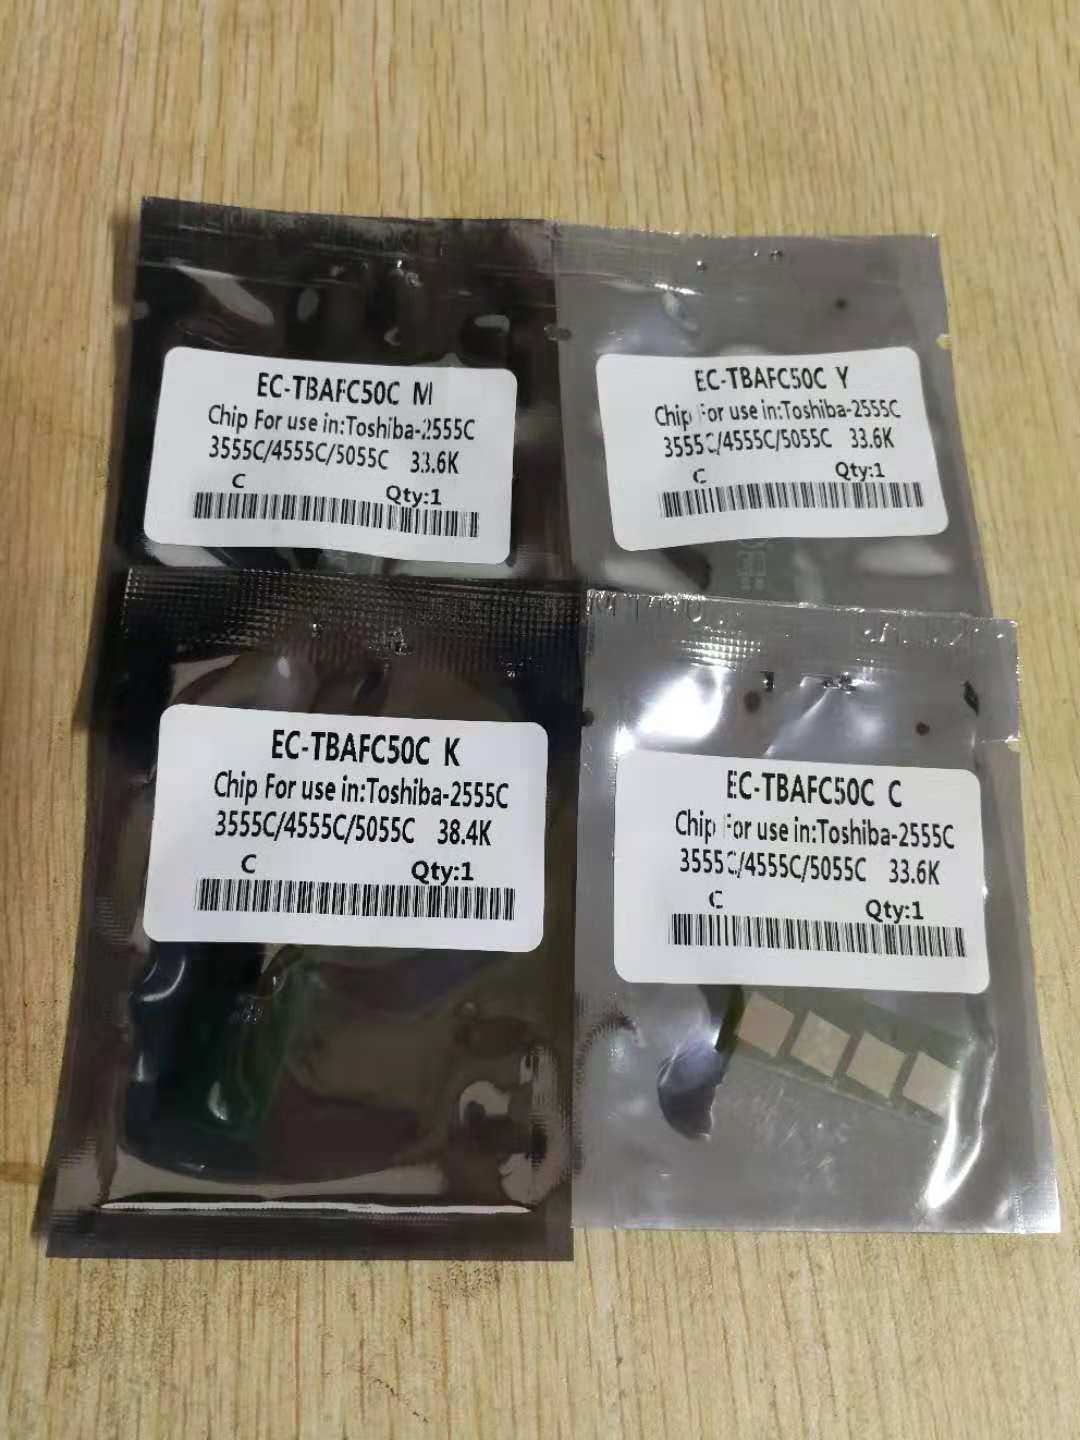 EC-TBAFC50C M
Chip For use in:Toshiba-2555C
3555C/4555C/5055C 33.6K
C
Qty:1
EC-TBAFC50C Y
Chip For use in:Toshiba-2555C
3555C/4555C/5055C 33.6K
C
Qty:1
EC-TBAFC50C K
Chip For use in:Toshiba-2555C
3555C/4555C/5055C 38.4K
C
Qty:1
EC-TBAFC50C C
Chip For use in:Toshiba-2555C
3555C/4555C/5055C 33.6K
C
Qty:1